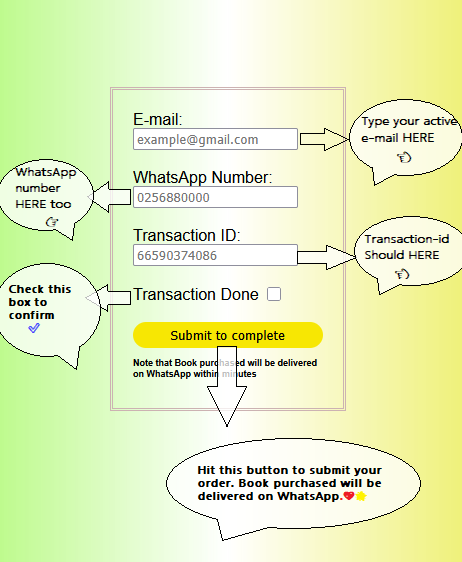 E-mail:
example@gmail.com
Type your active
e-mail HERE
WhatsApp
number
HERE too
WhatsApp Number:
0256880000
Transaction ID:
66590374086
Transaction-id
Should HERE
Check this
box to
confirm
Transaction Done
Submit to complete
Note that Book purchased will be delivered
on WhatsApp within minutes
Hit this button to submit your
order. Book purchased will be
delivered on WhatsApp.